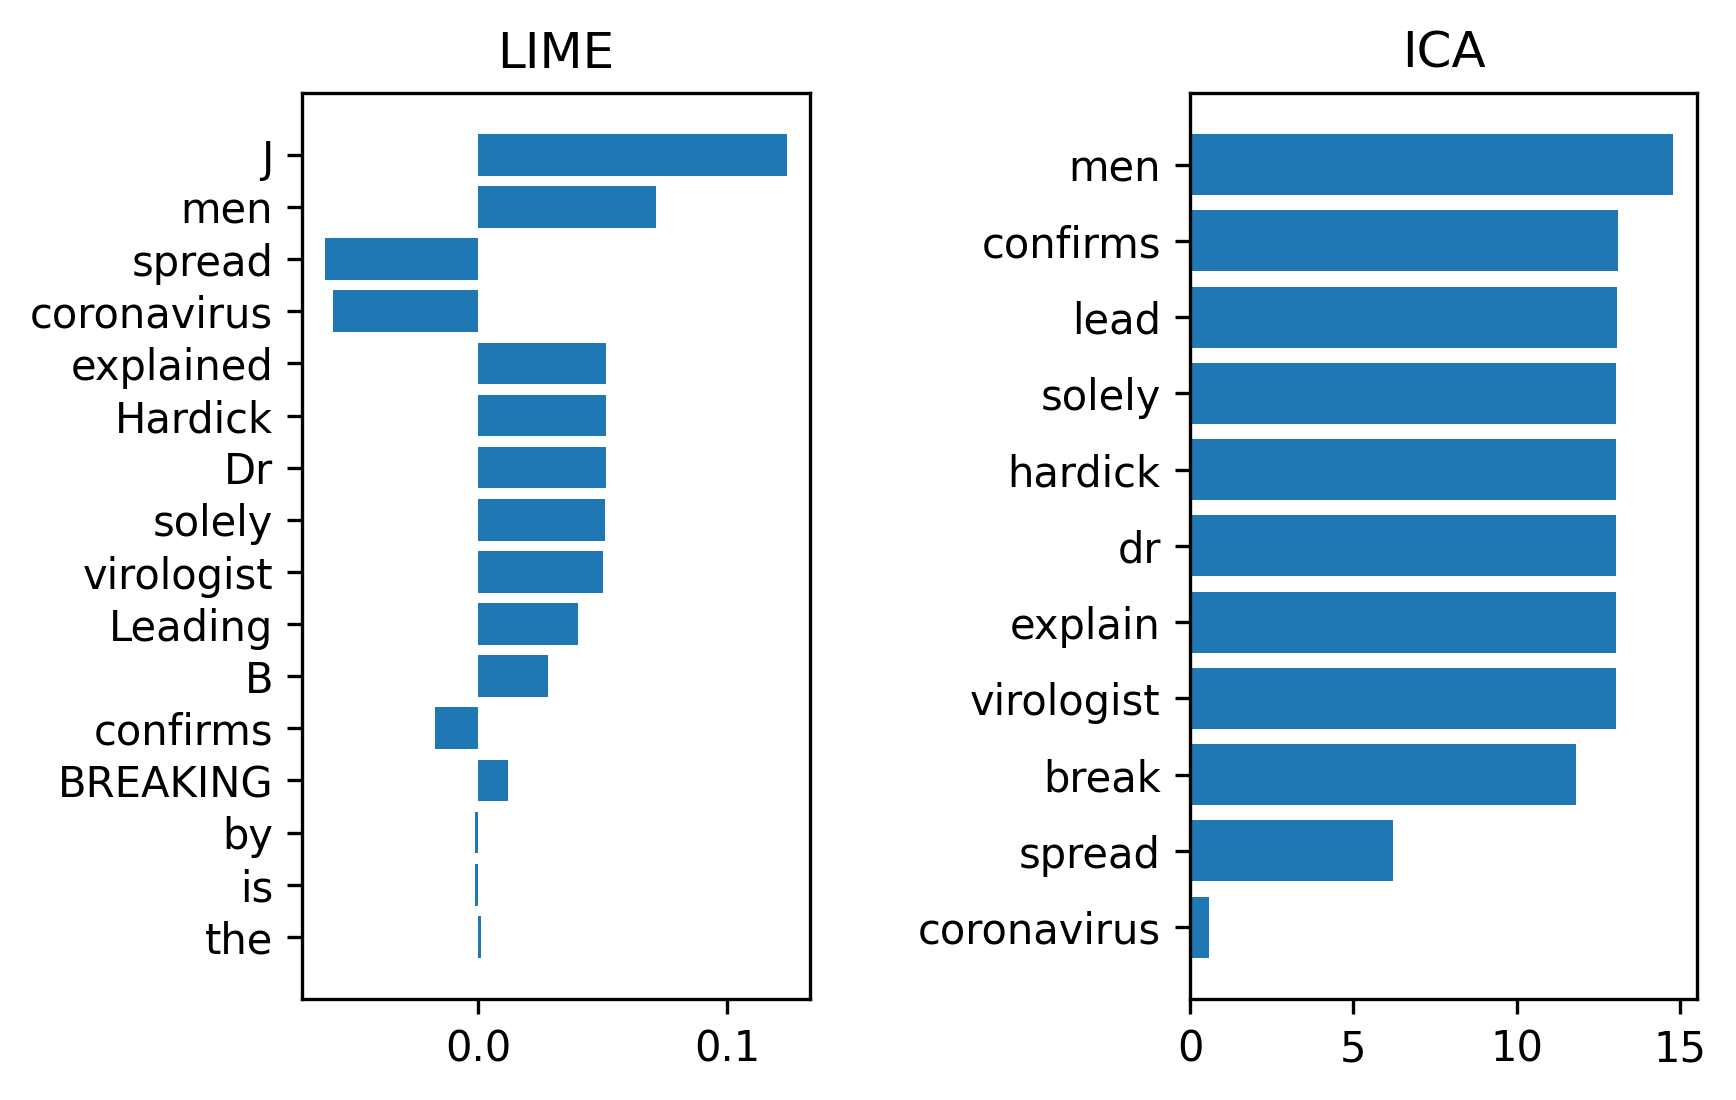 LIME
J
men
spread
coronavirus
explained
Hardick
Dr
solely
virologist
Leading
B
confirms
BREAKING
by
is
the
0.0 0.1
ICA
men
confirms
lead
solely
hardick
dr
explain
virologist
break
spread
coronavirus
0 5 10 15